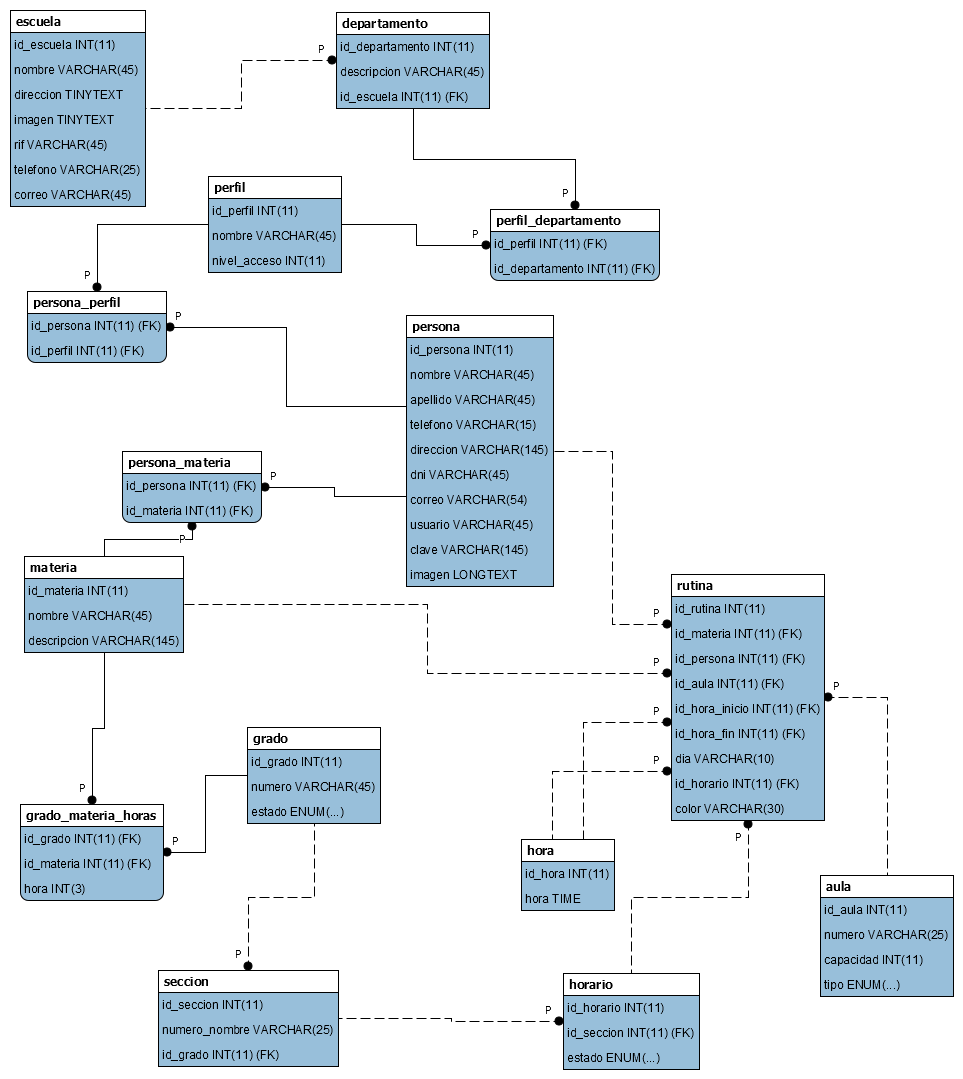 escuela
id_escuela INT(11)
nombre VARCHAR(45)
direccion TINYTEXT
imagen TINYTEXT
rif VARCHAR(45)
telefono VARCHAR(25)
correo VARCHAR(45)
P
departamento
id_departamento INT(11)
descripcion VARCHAR(45)
id_escuela INT(11) (FK)
P
perfil
id_perfil INT(11)
nombre VARCHAR(45)
nivel_acceso INT(11)
P
perfil_departamento
id_perfil INT(11) (FK)
id_departamento INT(11) (FK)
P
persona_perfil
id_persona INT(11) (FK)
id_perfil INT(11) (FK)
P
persona
id_persona INT(11)
nombre VARCHAR(45)
apellido VARCHAR(45)
telefono VARCHAR(15)
direccion VARCHAR(145)
dni VARCHAR(45)
correo VARCHAR(54)
usuario VARCHAR(45)
clave VARCHAR(145)
imagen LONGTEXT
persona_materia
id_persona INT(11) (FK)
id_materia INT(11) (FK)
P
P
materia
id_materia INT(11)
nombre VARCHAR(45)
descripcion VARCHAR(145)
rutina
id_rutina INT(11)
id_materia INT(11) (FK)
id_persona INT(11) (FK)
id_aula INT(11) (FK)
id_hora_inicio INT(11) (FK)
id_hora_fin INT(11) (FK)
dia VARCHAR(10)
id_horario INT(11) (FK)
color VARCHAR(30)
P
P
P
P
P
P
grado
id_grado INT(11)
numero VARCHAR(45)
estado ENUM(...)
P
grado_materia_horas
id_grado INT(11) (FK)
id_materia INT(11) (FK)
hora INT(3)
P
hora
id_hora INT(11)
hora TIME
aula
id_aula INT(11)
numero VARCHAR(25)
capacidad INT(11)
tipo ENUM(...)
P
seccion
id_seccion INT(11)
numero_nombre VARCHAR(25)
id_grado INT(11) (FK)
P
horario
id_horario INT(11)
id_seccion INT(11) (FK)
estado ENUM(...)